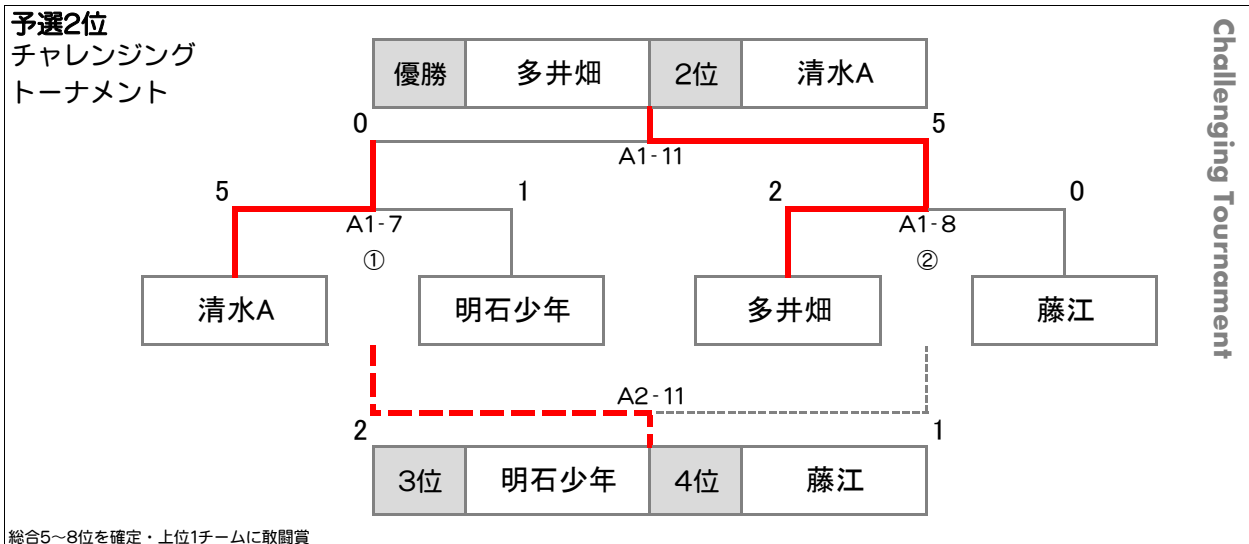 予選2位
チャレンジング
トーナメント
優勝 多井畑 2位 清水A
0 5
A1-11
5 1 2 0
A1-7 A1-8
① ②
清水A 明石少年 多井畑 藤江
A2-11
2 1
3位 明石少年 4位 藤江
総合5～8位を確定・上位1チームに敢闘賞
Challenging Tournament